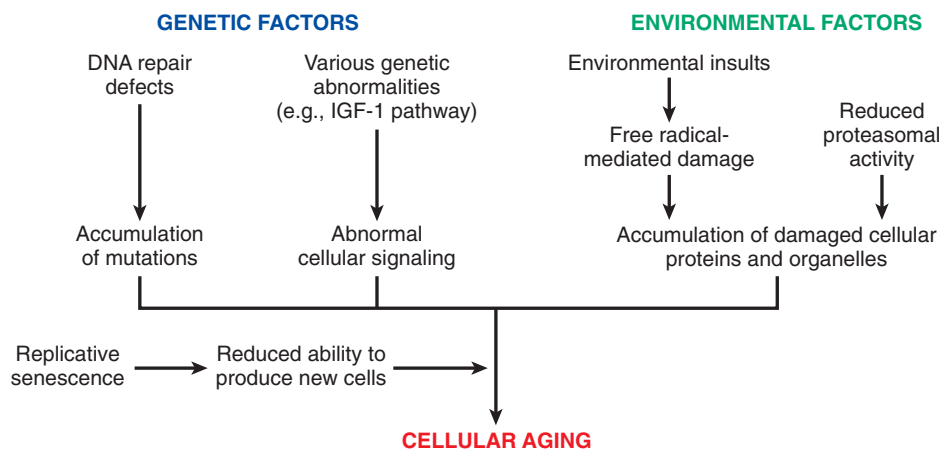 GENETIC FACTORS
ENVIRONMENTAL FACTORS
DNA repair
defects
Various genetic
abnormalities
(e.g., IGF-1 pathway)
Environmental insults
Free radical-
mediated damage
Reduced
proteasomal
activity
Accumulation
of mutations
Abnormal
cellular signaling
Accumulation of damaged cellular
proteins and organelles
Replicative
senescence
Reduced ability to
produce new cells
CELLULAR AGING